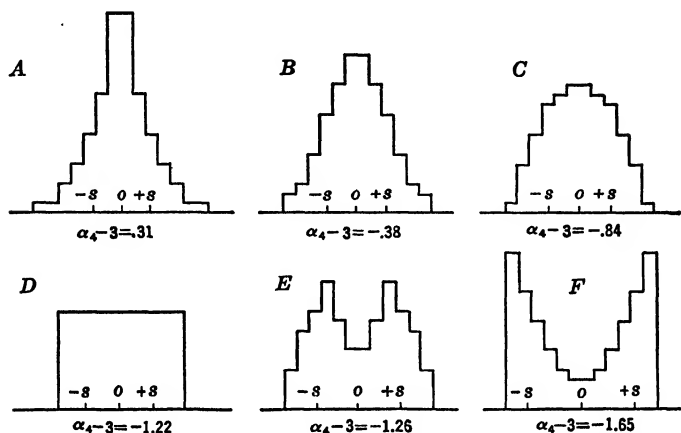 A
B
C
-s 0 +s
-s 0 +s
-s 0 +s
α₄-3=.31
α₄-3=-.38
α₄-3=-.84
D
E
F
-s 0 +s
-s 0 +s
-s 0 +s
α₄-3=-1.22
α₄-3=-1.26
α₄-3=-1.65